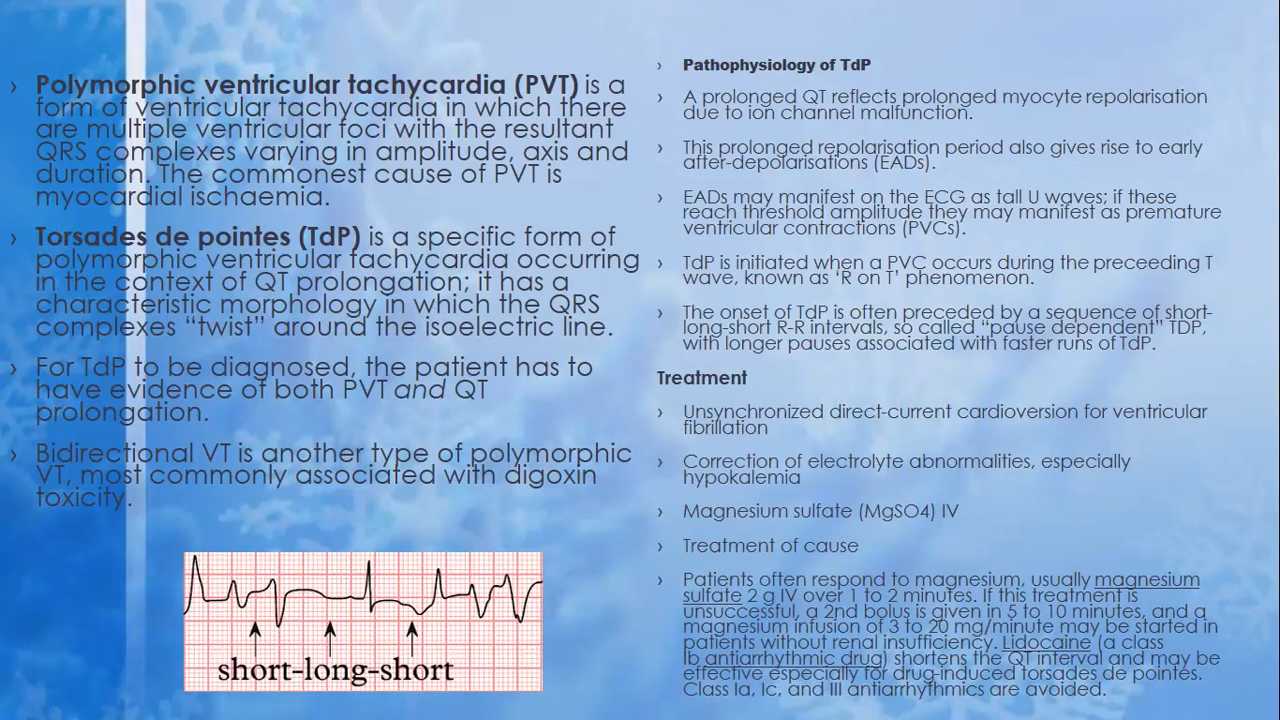 › Polymorphic ventricular tachycardia (PVT) is a
form of ventricular tachycardia in which there
are multiple ventricular foci with the resultant
QRS complexes varying in amplitude, axis and
duration. The commonest cause of PVT is
myocardial ischaemia.
› Torsades de pointes (TdP) is a specific form of
polymorphic ventricular tachycardia occurring
in the context of QT prolongation; it has a
characteristic morphology in which the QRS
complexes “twist” around the isoelectric line.
› For TdP to be diagnosed, the patient has to
have evidence of both PVT and QT
prolongation.
› Bidirectional VT is another type of polymorphic
VT, most commonly associated with digoxin
toxicity.
short-long-short
› Pathophysiology of TdP
› A prolonged QT reflects prolonged myocyte repolarisation
due to ion channel malfunction.
› This prolonged repolarisation period also gives rise to early
after-depolarisations (EADs).
› EADs may manifest on the ECG as tall U waves; if these
reach threshold amplitude they may manifest as premature
ventricular contractions (PVCs).
› TdP is initiated when a PVC occurs during the preceeding T
wave, known as ‘R on T’ phenomenon.
› The onset of TdP is often preceded by a sequence of short-
long-short R-R intervals, so called “pause dependent” TDP,
with longer pauses associated with faster runs of TdP.
Treatment
› Unsynchronized direct-current cardioversion for ventricular
fibrillation
› Correction of electrolyte abnormalities, especially
hypokalemia
› Magnesium sulfate (MgSO4) IV
› Treatment of cause
› Patients often respond to magnesium, usually magnesium
sulfate 2 g IV over 1 to 2 minutes. If this treatment is
unsuccessful, a 2nd bolus is given in 5 to 10 minutes, and a
magnesium infusion of 3 to 20 mg/minute may be started in
patients without renal insufficiency. Lidocaine (a class
Ib antiarrhythmic drug) shortens the QT interval and may be
effective especially for drug-induced torsades de pointes.
Class Ia, Ic, and III antiarrhythmics are avoided.